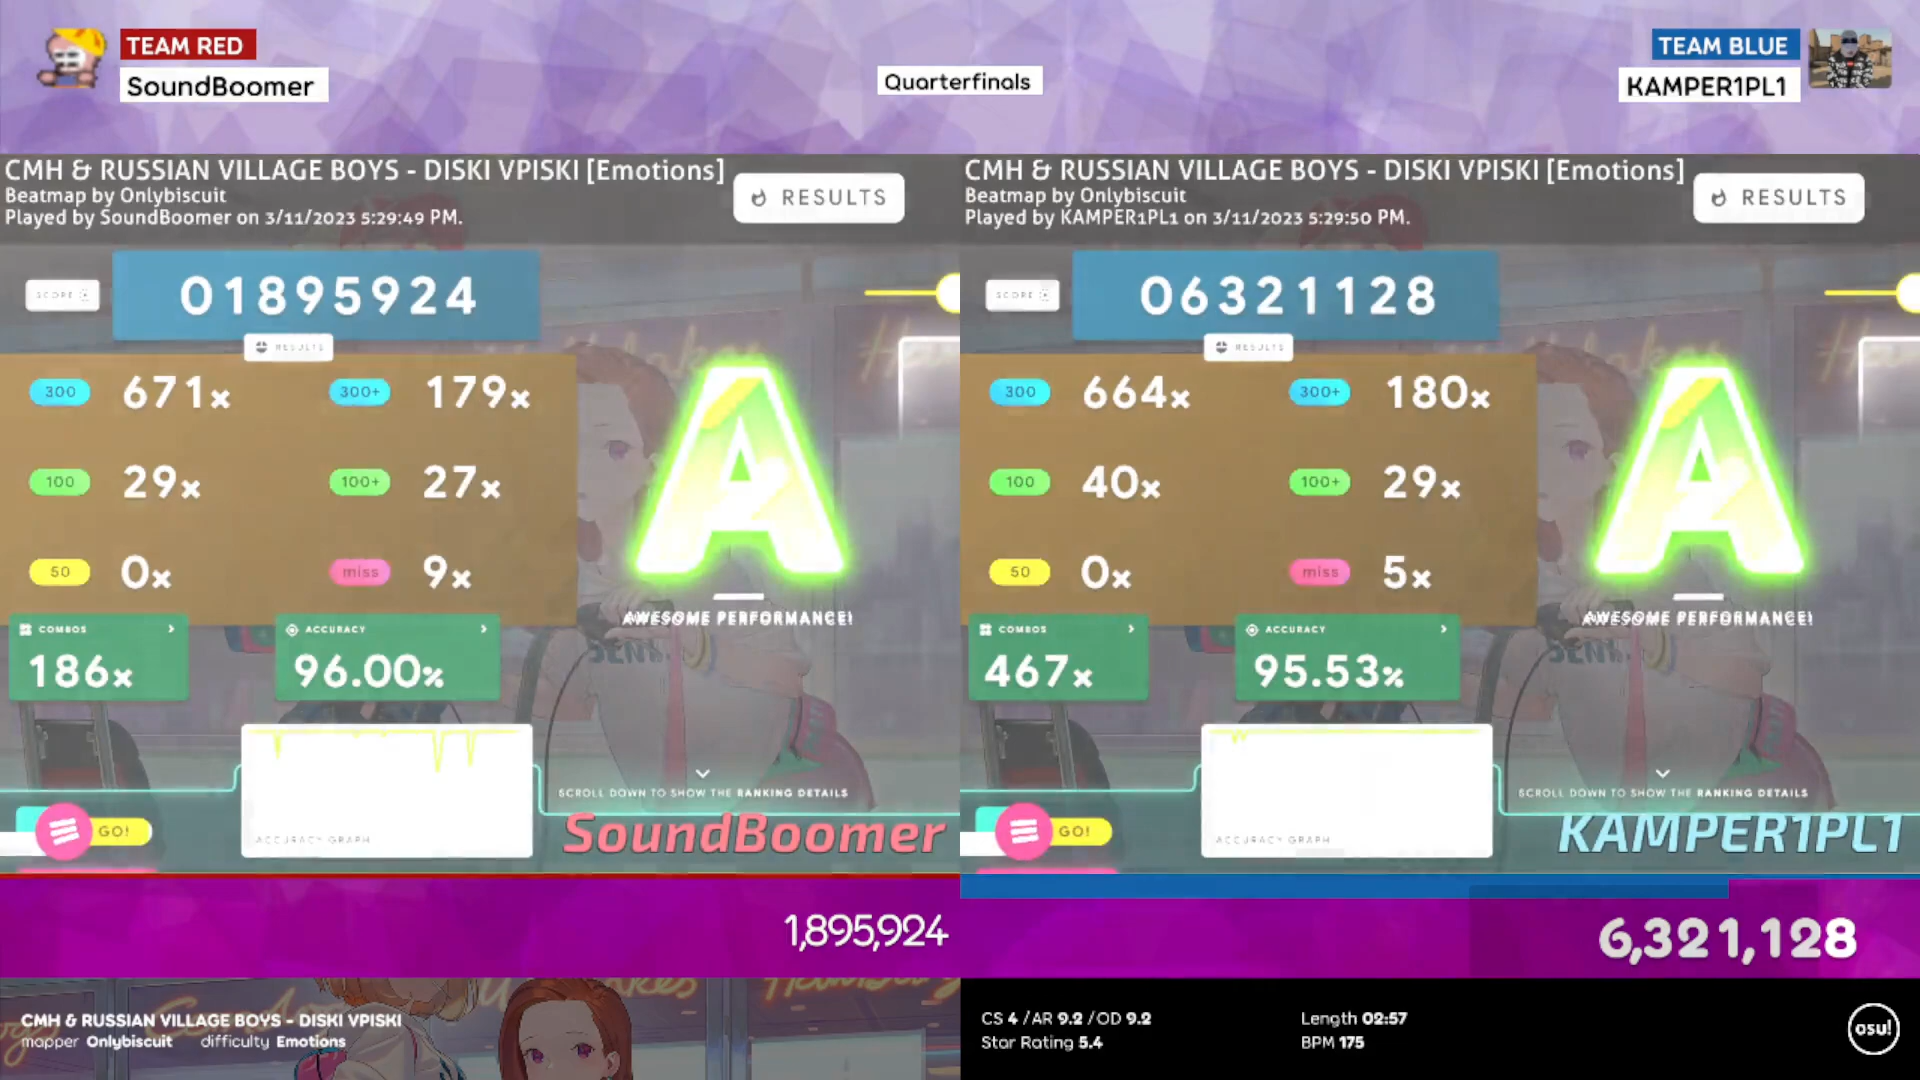 TEAM RED
SoundBoomer
Quarterfinals
TEAM BLUE
KAMPER1PL1
CMH & RUSSIAN VILLAGE BOYS - DISKI VPISKI [Emotions]
Beatmap by Onlybiscuit
Played by SoundBoomer on 3/11/2023 5:29:49 PM.
RESULTS
SCORE
01895924
RESULTS
300 671x 300+ 179x
100 29x 100+ 27x
50 0x miss 9x
A
AWESOME PERFORMANCE!
COMBOS
186x
ACCURACY
96.00%
ACCURACY GRAPH
SCROLL DOWN TO SHOW THE RANKING DETAILS
GO!
SoundBoomer
1,895,924
CMH & RUSSIAN VILLAGE BOYS - DISKI VPISKI [Emotions]
Beatmap by Onlybiscuit
Played by KAMPER1PL1 on 3/11/2023 5:29:50 PM.
RESULTS
SCORE
06321128
RESULTS
300 664x 300+ 180x
100 40x 100+ 29x
50 0x miss 5x
A
AWESOME PERFORMANCE!
COMBOS
467x
ACCURACY
95.53%
ACCURACY GRAPH
SCROLL DOWN TO SHOW THE RANKING DETAILS
GO!
KAMPER1PL1
6,321,128
CMH & RUSSIAN VILLAGE BOYS - DISKI VPISKI
mapper Onlybiscuit difficulty Emotions
CS 4 / AR 9.2 / OD 9.2
Star Rating 5.4
Length 02:57
BPM 175
osu!